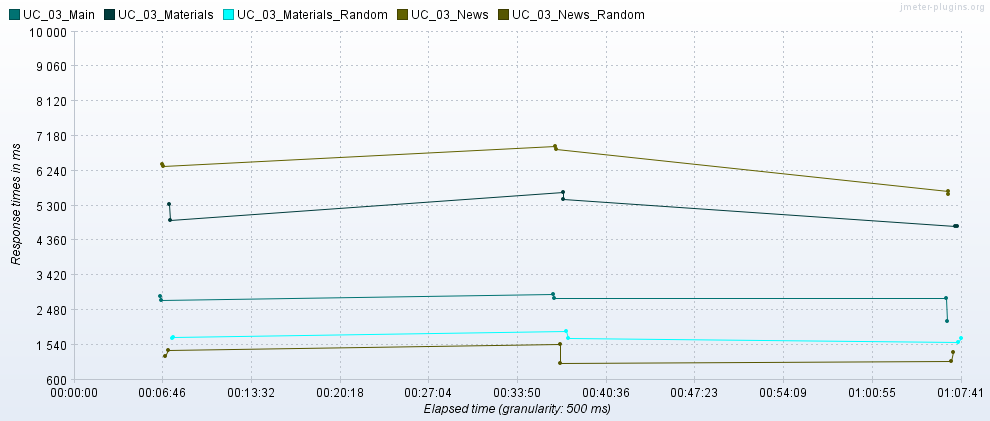 UC_03_Main UC_03_Materials UC_03_Materials_Random UC_03_News UC_03_News_Random
jmeter-plugins.org
10 000
9 060
8 120
7 180
6 240
5 300
4 360
3 420
2 480
1 540
600
Response times in ms
00:00:00 00:06:46 00:13:32 00:20:18 00:27:04 00:33:50 00:40:36 00:47:23 00:54:09 01:00:55 01:07:41
Elapsed time (granularity: 500 ms)